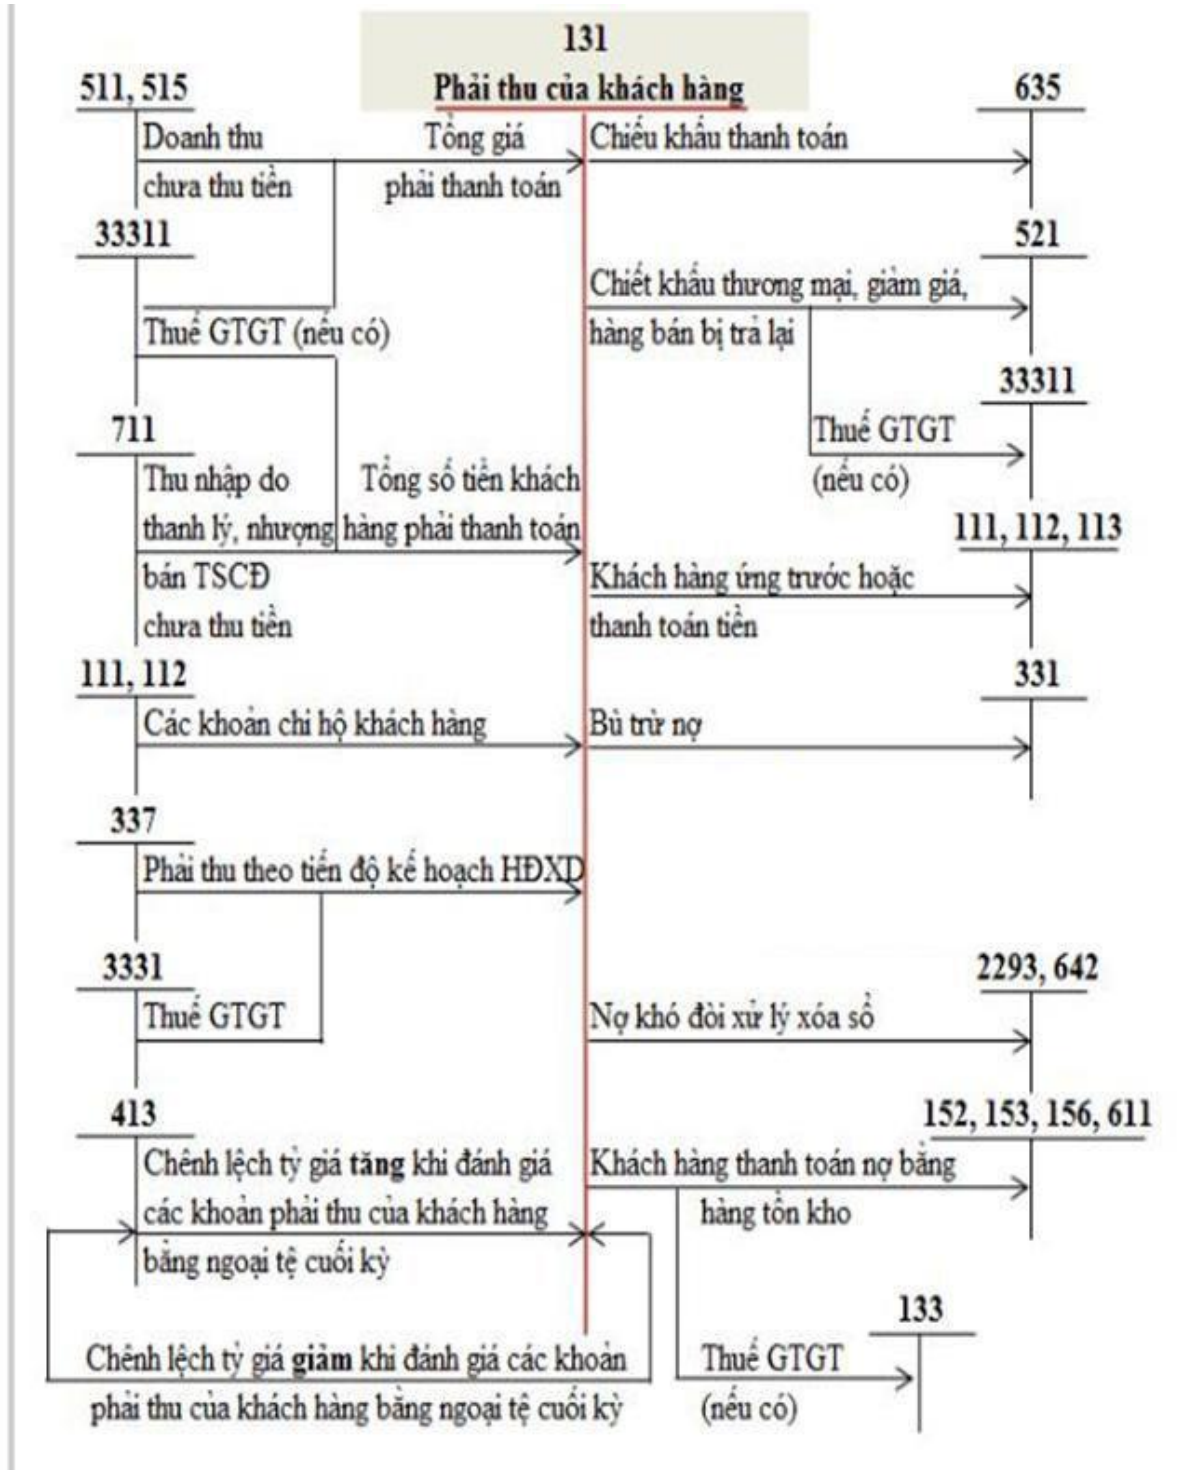 131
Phải thu của khách hàng
511, 515
635
Doanh thu
Tổng giá
Chiếu khấu thanh toán
chưa thu tiền
phải thanh toán
33311
521
Chiết khấu thương mại, giảm giá,
Thuế GTGT (nếu có)
hàng bán bị trả lại
33311
711
Thuế GTGT
(nếu có)
Thu nhập do
Tổng số tiền khách
thanh lý, nhượng
hàng phải thanh toán
111, 112, 113
bán TSCĐ
Khách hàng ứng trước hoặc
chưa thu tiền
thanh toán tiền
111, 112
331
Các khoản chi hộ khách hàng
Bù trừ nợ
337
Phải thu theo tiến độ kế hoạch HĐXD
3331
2293, 642
Thuế GTGT
Nợ khó đòi xử lý xóa sổ
413
152, 153, 156, 611
Chênh lệch tỷ giá tăng khi đánh giá
Khách hàng thanh toán nợ bằng
các khoản phải thu của khách hàng
hàng tồn kho
bằng ngoại tệ cuối kỳ
133
Chênh lệch tỷ giá giảm khi đánh giá các khoản
Thuế GTGT
phải thu của khách hàng bằng ngoại tệ cuối kỳ
(nếu có)